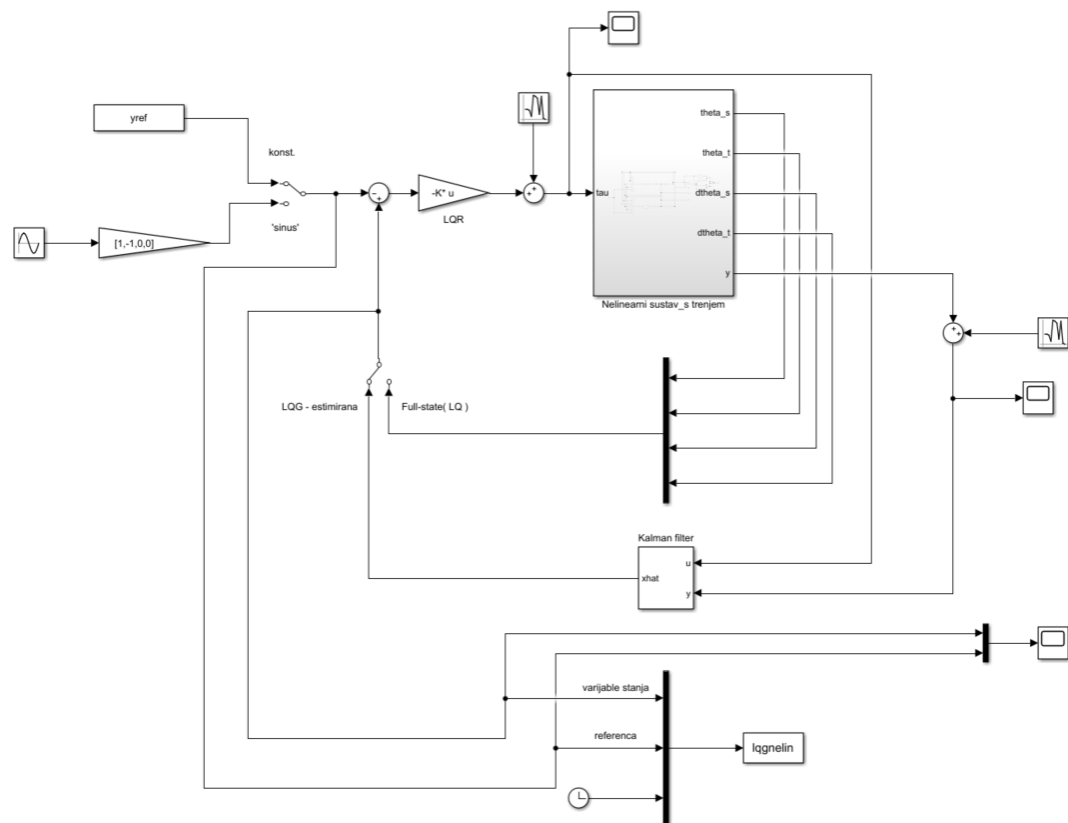 yref
konst.
'sinus'
[1,-1,0,0]
-K* u
LQR
tau
theta_s
theta_t
dtheta_s
dtheta_t
y
Nelinearni sustav_s trenjem
LQG - estimirana
Full-state( LQ )
Kalman filter
u
xhat
y
varijable stanja
referenca
lqgnelin